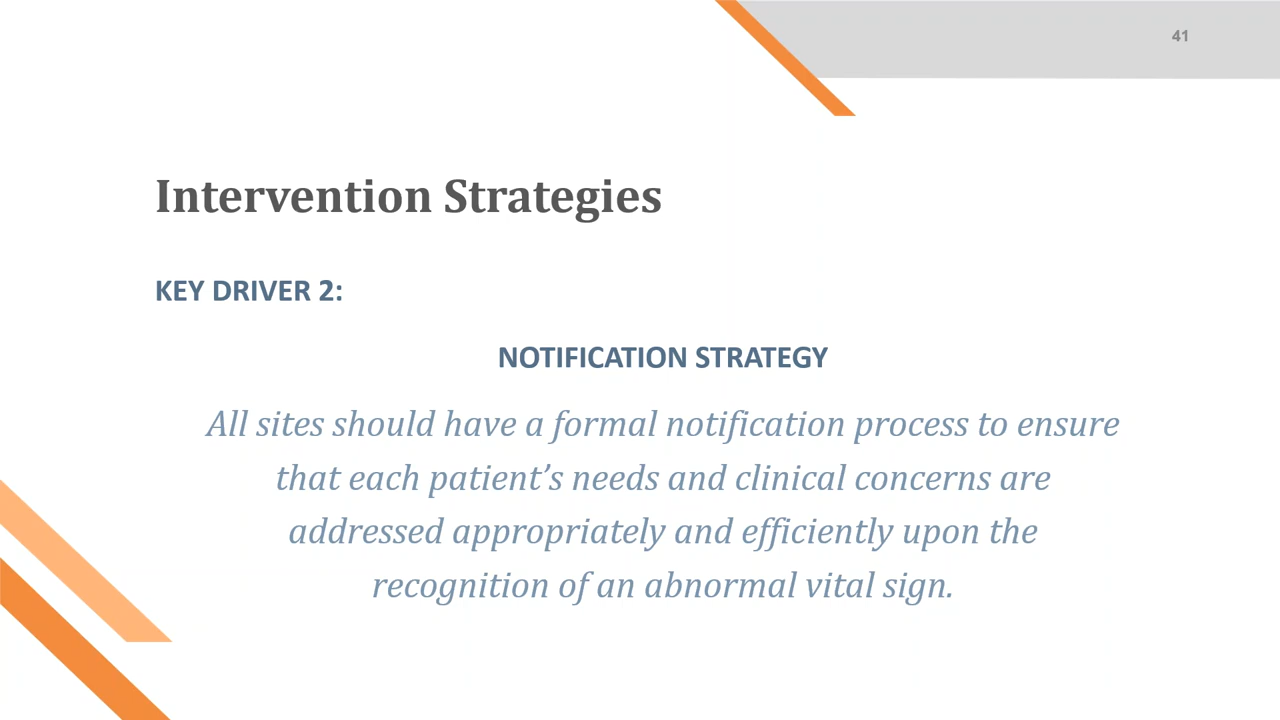 41
Intervention Strategies
KEY DRIVER 2:
NOTIFICATION STRATEGY
All sites should have a formal notification process to ensure
that each patient’s needs and clinical concerns are
addressed appropriately and efficiently upon the
recognition of an abnormal vital sign.